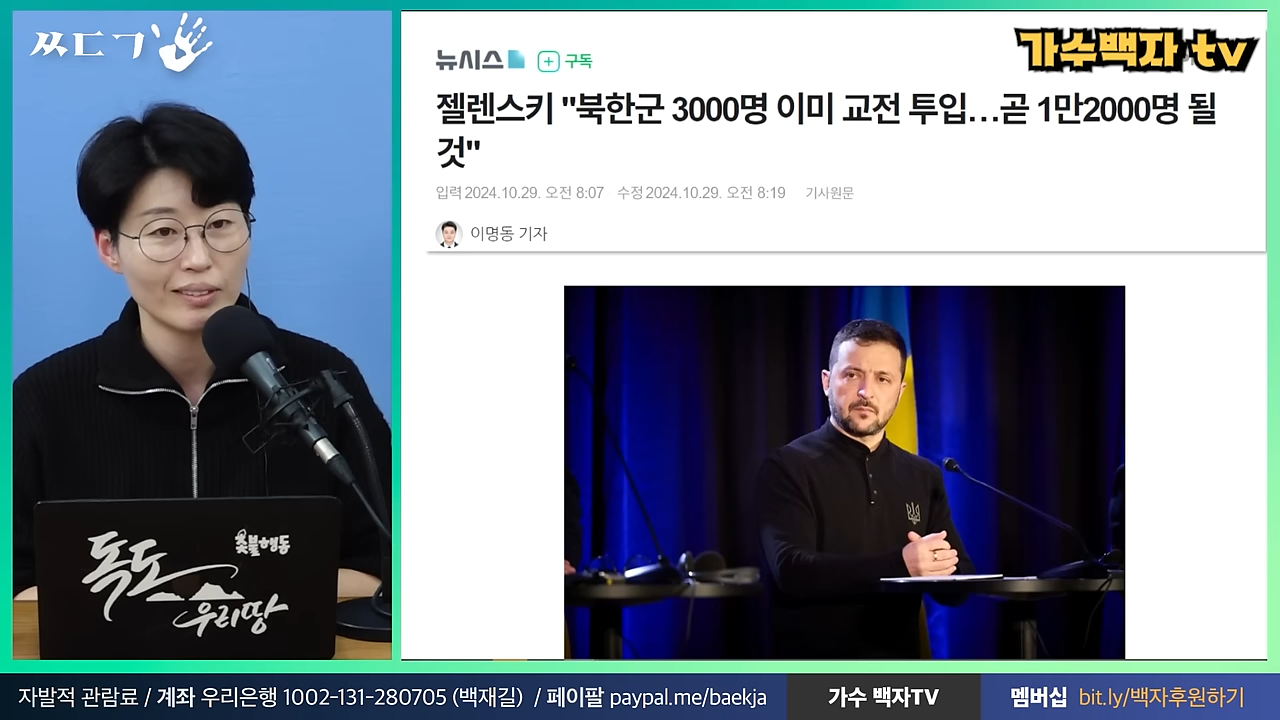 ㅆㄷㄱ
뉴시스 구독
가수백자 tv
젤렌스키 "북한군 3000명 이미 교전 투입…곧 1만2000명 될
것"
입력 2024.10.29. 오전 8:07 수정 2024.10.29. 오전 8:19 기사원문
이명동 기자
촛불행동
독도
우리땅
자발적 관람료 / 계좌 우리은행 1002-131-280705 (백재길) / 페이팔 paypal.me/baekja
가수 백자TV
멤버십 bit.ly/백자후원하기